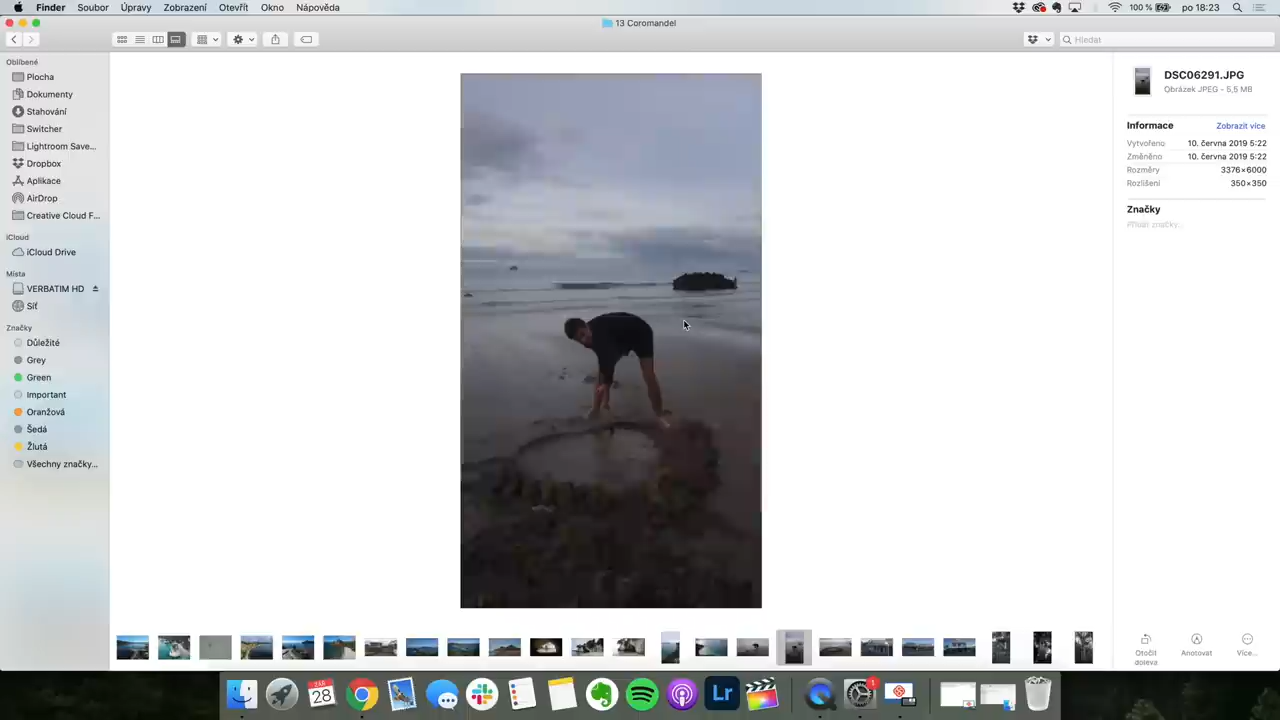 Finder Soubor Úpravy Zobrazení Otevřít Okno Nápověda 100 % po 18:23
13 Coromandel
Hledat
Oblíbené
Plocha
Dokumenty
Stahování
Switcher
Lightroom Save...
Dropbox
Aplikace
AirDrop
Creative Cloud F...
iCloud
iCloud Drive
Místa
VERBATIM HD
Síť
Značky
Důležité
Grey
Green
Important
Oranžová
Šedá
Žlutá
Všechny značky...
DSC06291.JPG
Obrázek JPEG – 5,5 MB
Informace Zobrazit více
Vytvořeno 10. června 2019 5:22
Změněno 10. června 2019 5:22
Rozměry 3376×6000
Rozlišení 350×350
Značky
Přidat značky...
Otočit doleva
Anotovat
Více...
ZÁŘ
28
Lr
1